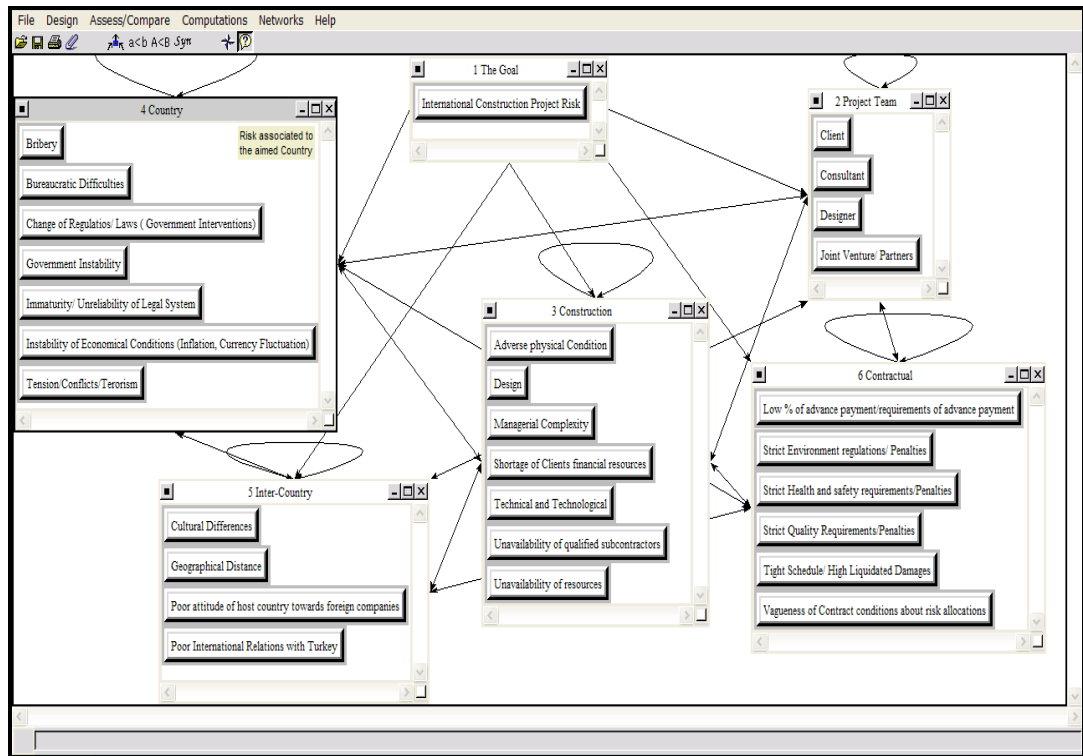 File Design Assess/Compare Computations Networks Help
a<b A<B Syn
1 The Goal
International Construction Project Risk
2 Project Team
Client
Consultant
Designer
Joint Venture/ Partners
4 Country
Risk associated to
the aimed Country
Bribery
Bureaucratic Difficulties
Change of Regulatios/ Laws ( Government Interventions)
Government Instability
Immaturity/ Unreliability of Legal System
Instability of Economical Conditions (Inflation, Currency Fluctuation)
Tension/Conflicts/Terorism
3 Construction
Adverse physical Condition
Design
Managerial Complexity
Shortage of Clients financial resources
Technical and Technological
Unavailability of qualified subcontractors
Unavailability of resources
6 Contractual
Low % of advance payment/requirements of advance payment
Strict Environment regulations/ Penalties
Strict Health and safety requirements/Penalties
Strict Quality Requirements/Penalties
Tight Schedule/ High Liquidated Damages
Vagueness of Contract conditions about risk allocations
5 Inter-Country
Cultural Differences
Geographical Distance
Poor attitude of host country towards foreign companies
Poor International Relations with Turkey